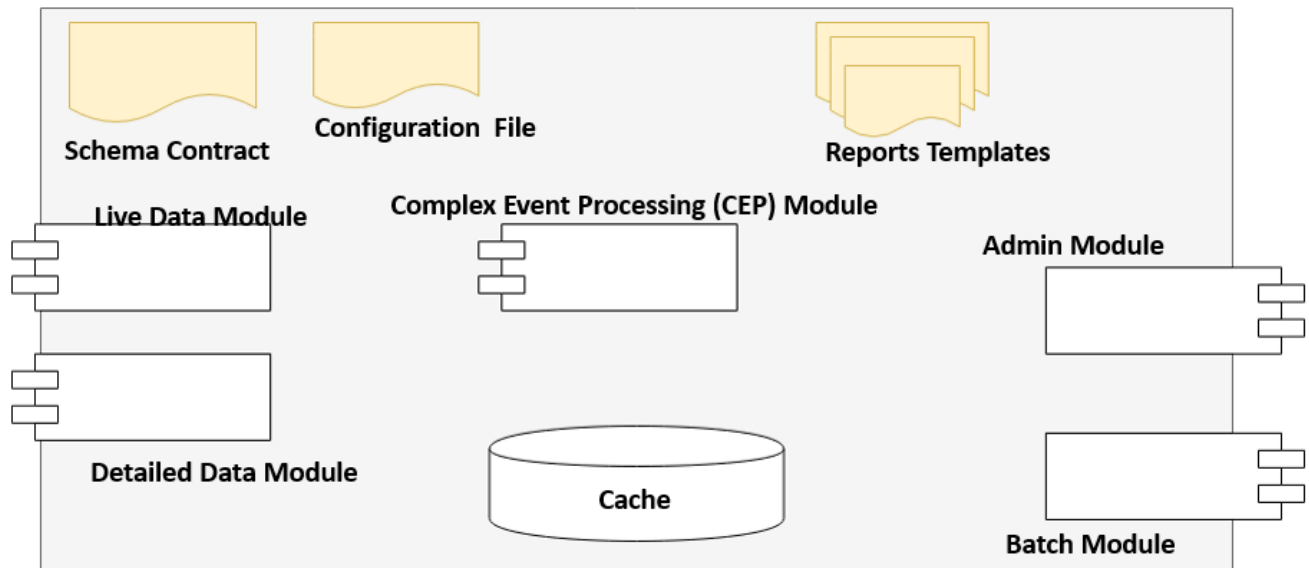 Configuration  File
Schema Contract
Reports Templates
Live Data Module
Complex Event Processing (CEP) Module
Admin Module
Detailed Data Module
Cache
Batch Module